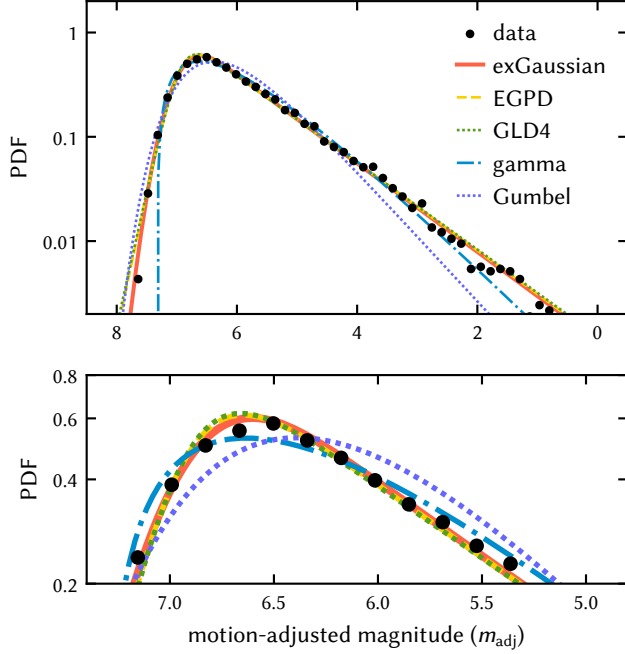 1
0.1
0.01
PDF
data
exGaussian
EGPD
GLD4
gamma
Gumbel
8 6 4 2 0
0.8
0.6
0.4
0.2
PDF
7.0 6.5 6.0 5.5 5.0
motion-adjusted magnitude (m_adj)